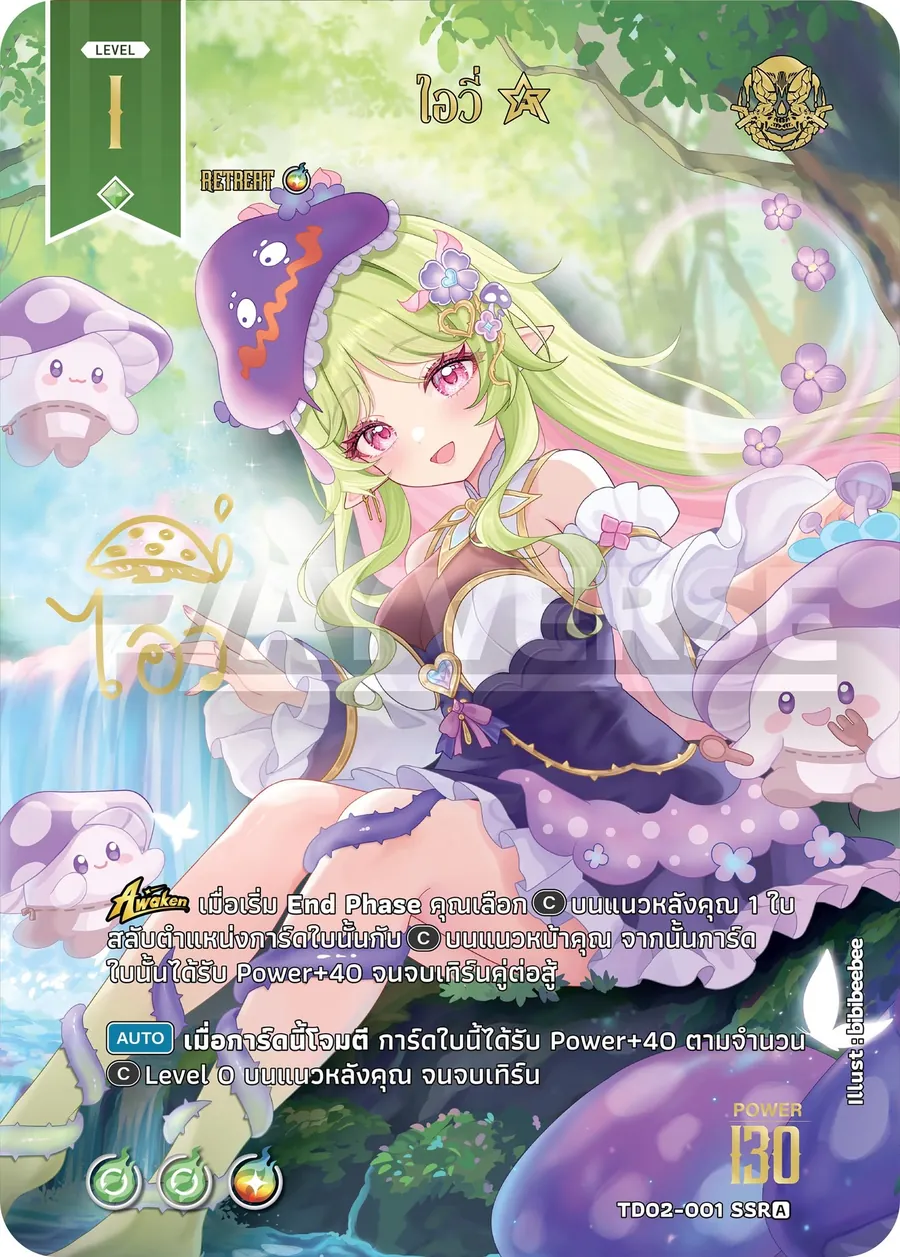 LEVEL
I
ไอวี่
RETREAT
ไอวี่
PLAYVERSE
Awaken เมื่อเริ่ม End Phase คุณเลือก C บนแนวหลังคุณ 1 ใบ
สลับตำแหน่งการ์ดใบนั้นกับ C บนแนวหน้าคุณ จากนั้นการ์ด
ใบนั้นได้รับ Power+40 จนจบเทิร์นคู่ต่อสู้
AUTO เมื่อการ์ดนี้โจมตี การ์ดใบนี้ได้รับ Power+40 ตามจำนวน
C Level 0 บนแนวหลังคุณ จนจบเทิร์น
Illust : bibibeebee
POWER
130
TD02-001 SSR A